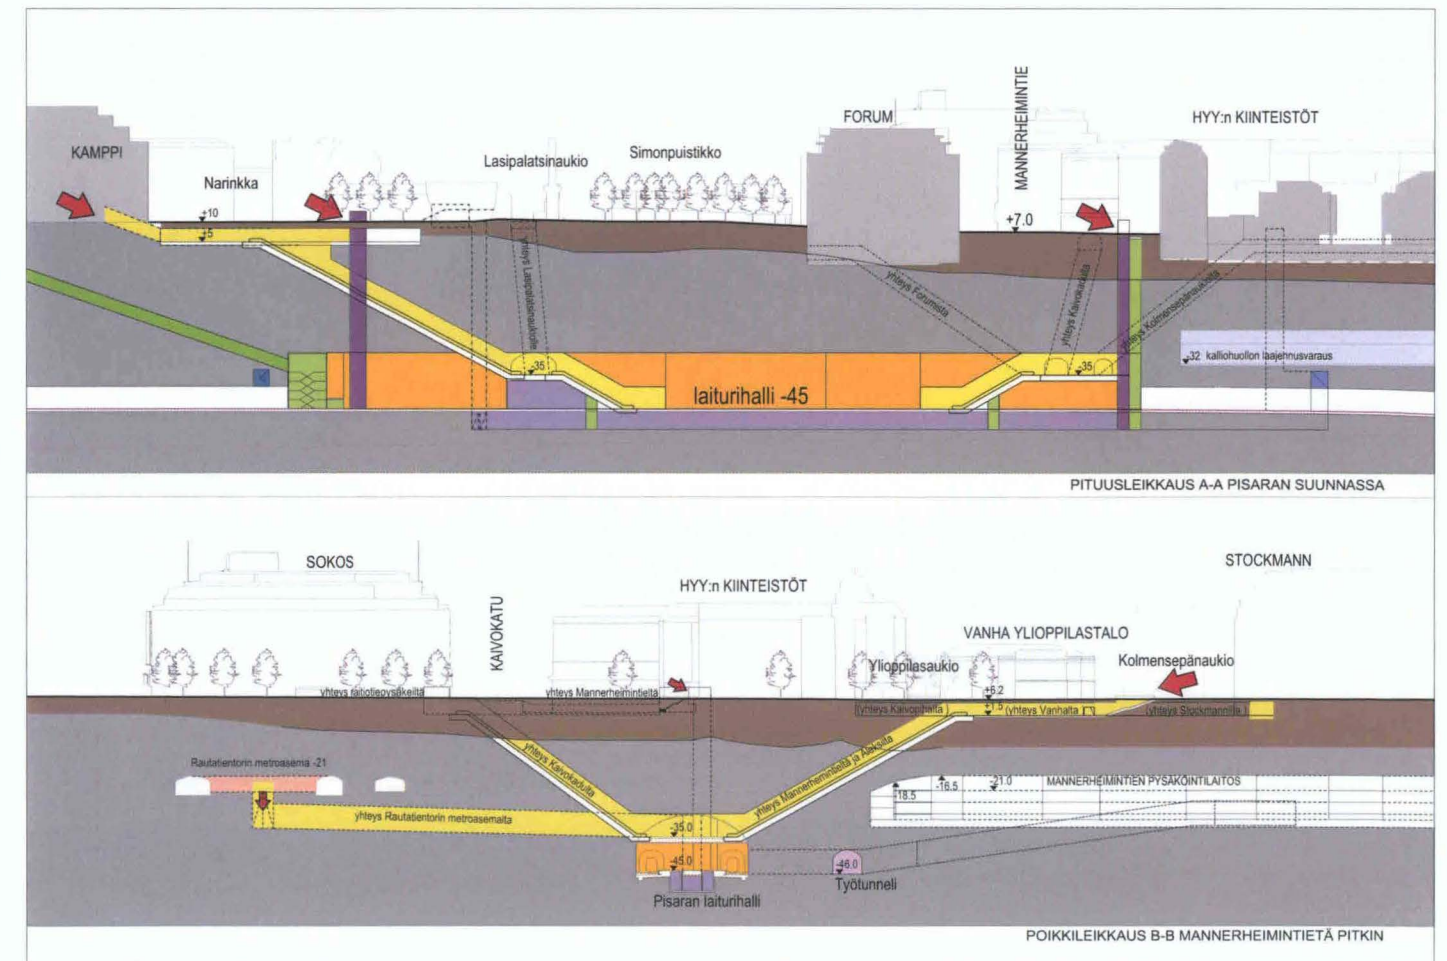 KAMPPI
Narinkka
Lasipalatsinaukio
Simonpuistikko
FORUM
MANNERHEIMINTIE
HYY:n KIINTEISTÖT
+10
+5
+7.0
yhteys Lasipalatsinaukiolle
yhteys Forumista
yhteys Kaivokadulta
yhteys Kolmensepänaukiolta
-35
-35
-32 kalliohuollon laajehnusvaraus
laiturihalli -45
PITUUSLEIKKAUS A-A PISARAN SUUNNASSA
SOKOS
KAIVOKATU
HYY:n KIINTEISTÖT
STOCKMANN
VANHA YLIOPPILASTALO
Ylioppilasaukio
Kolmensepänaukio
yhteys raitiotiepysäkeiltä
yhteys Mannerheimintieltä
+6.2
+1.5
(yhteys Kaivopihalta )
(yhteys Vanhalta )
(yhteys Stockmannilta )
Rautatientorin metroasema -21
yhteys Kaivokadulta
yhteys Mannerheimintieltä ja Aleksilta
yhteys Rautatientorin metroasemalta
-18.5
-16.5
-21.0
MANNERHEIMINTIEN PYSÄKÖINTILAITOS
-35.0
-45.0
-46.0
Työtunneli
Pisaran laiturihalli
POIKKILEIKKAUS B-B MANNERHEIMINTIETÄ PITKIN